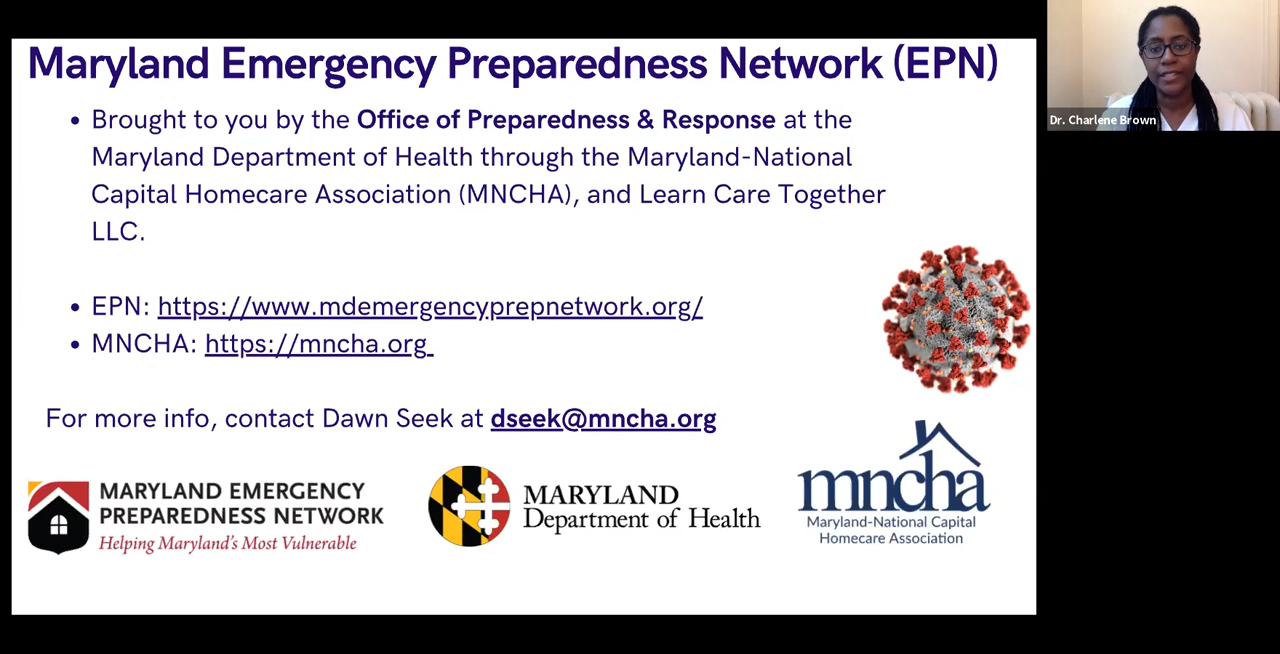 Maryland Emergency Preparedness Network (EPN)
Dr. Charlene Brown
• Brought to you by the Office of Preparedness & Response at the
Maryland Department of Health through the Maryland-National
Capital Homecare Association (MNCHA), and Learn Care Together
LLC.
• EPN: https://www.mdemergencyprepnetwork.org/
• MNCHA: https://mncha.org
For more info, contact Dawn Seek at dseek@mncha.org
MARYLAND EMERGENCY
PREPAREDNESS NETWORK
Helping Maryland's Most Vulnerable
MARYLAND
Department of Health
mncha
Maryland-National Capital
Homecare Association